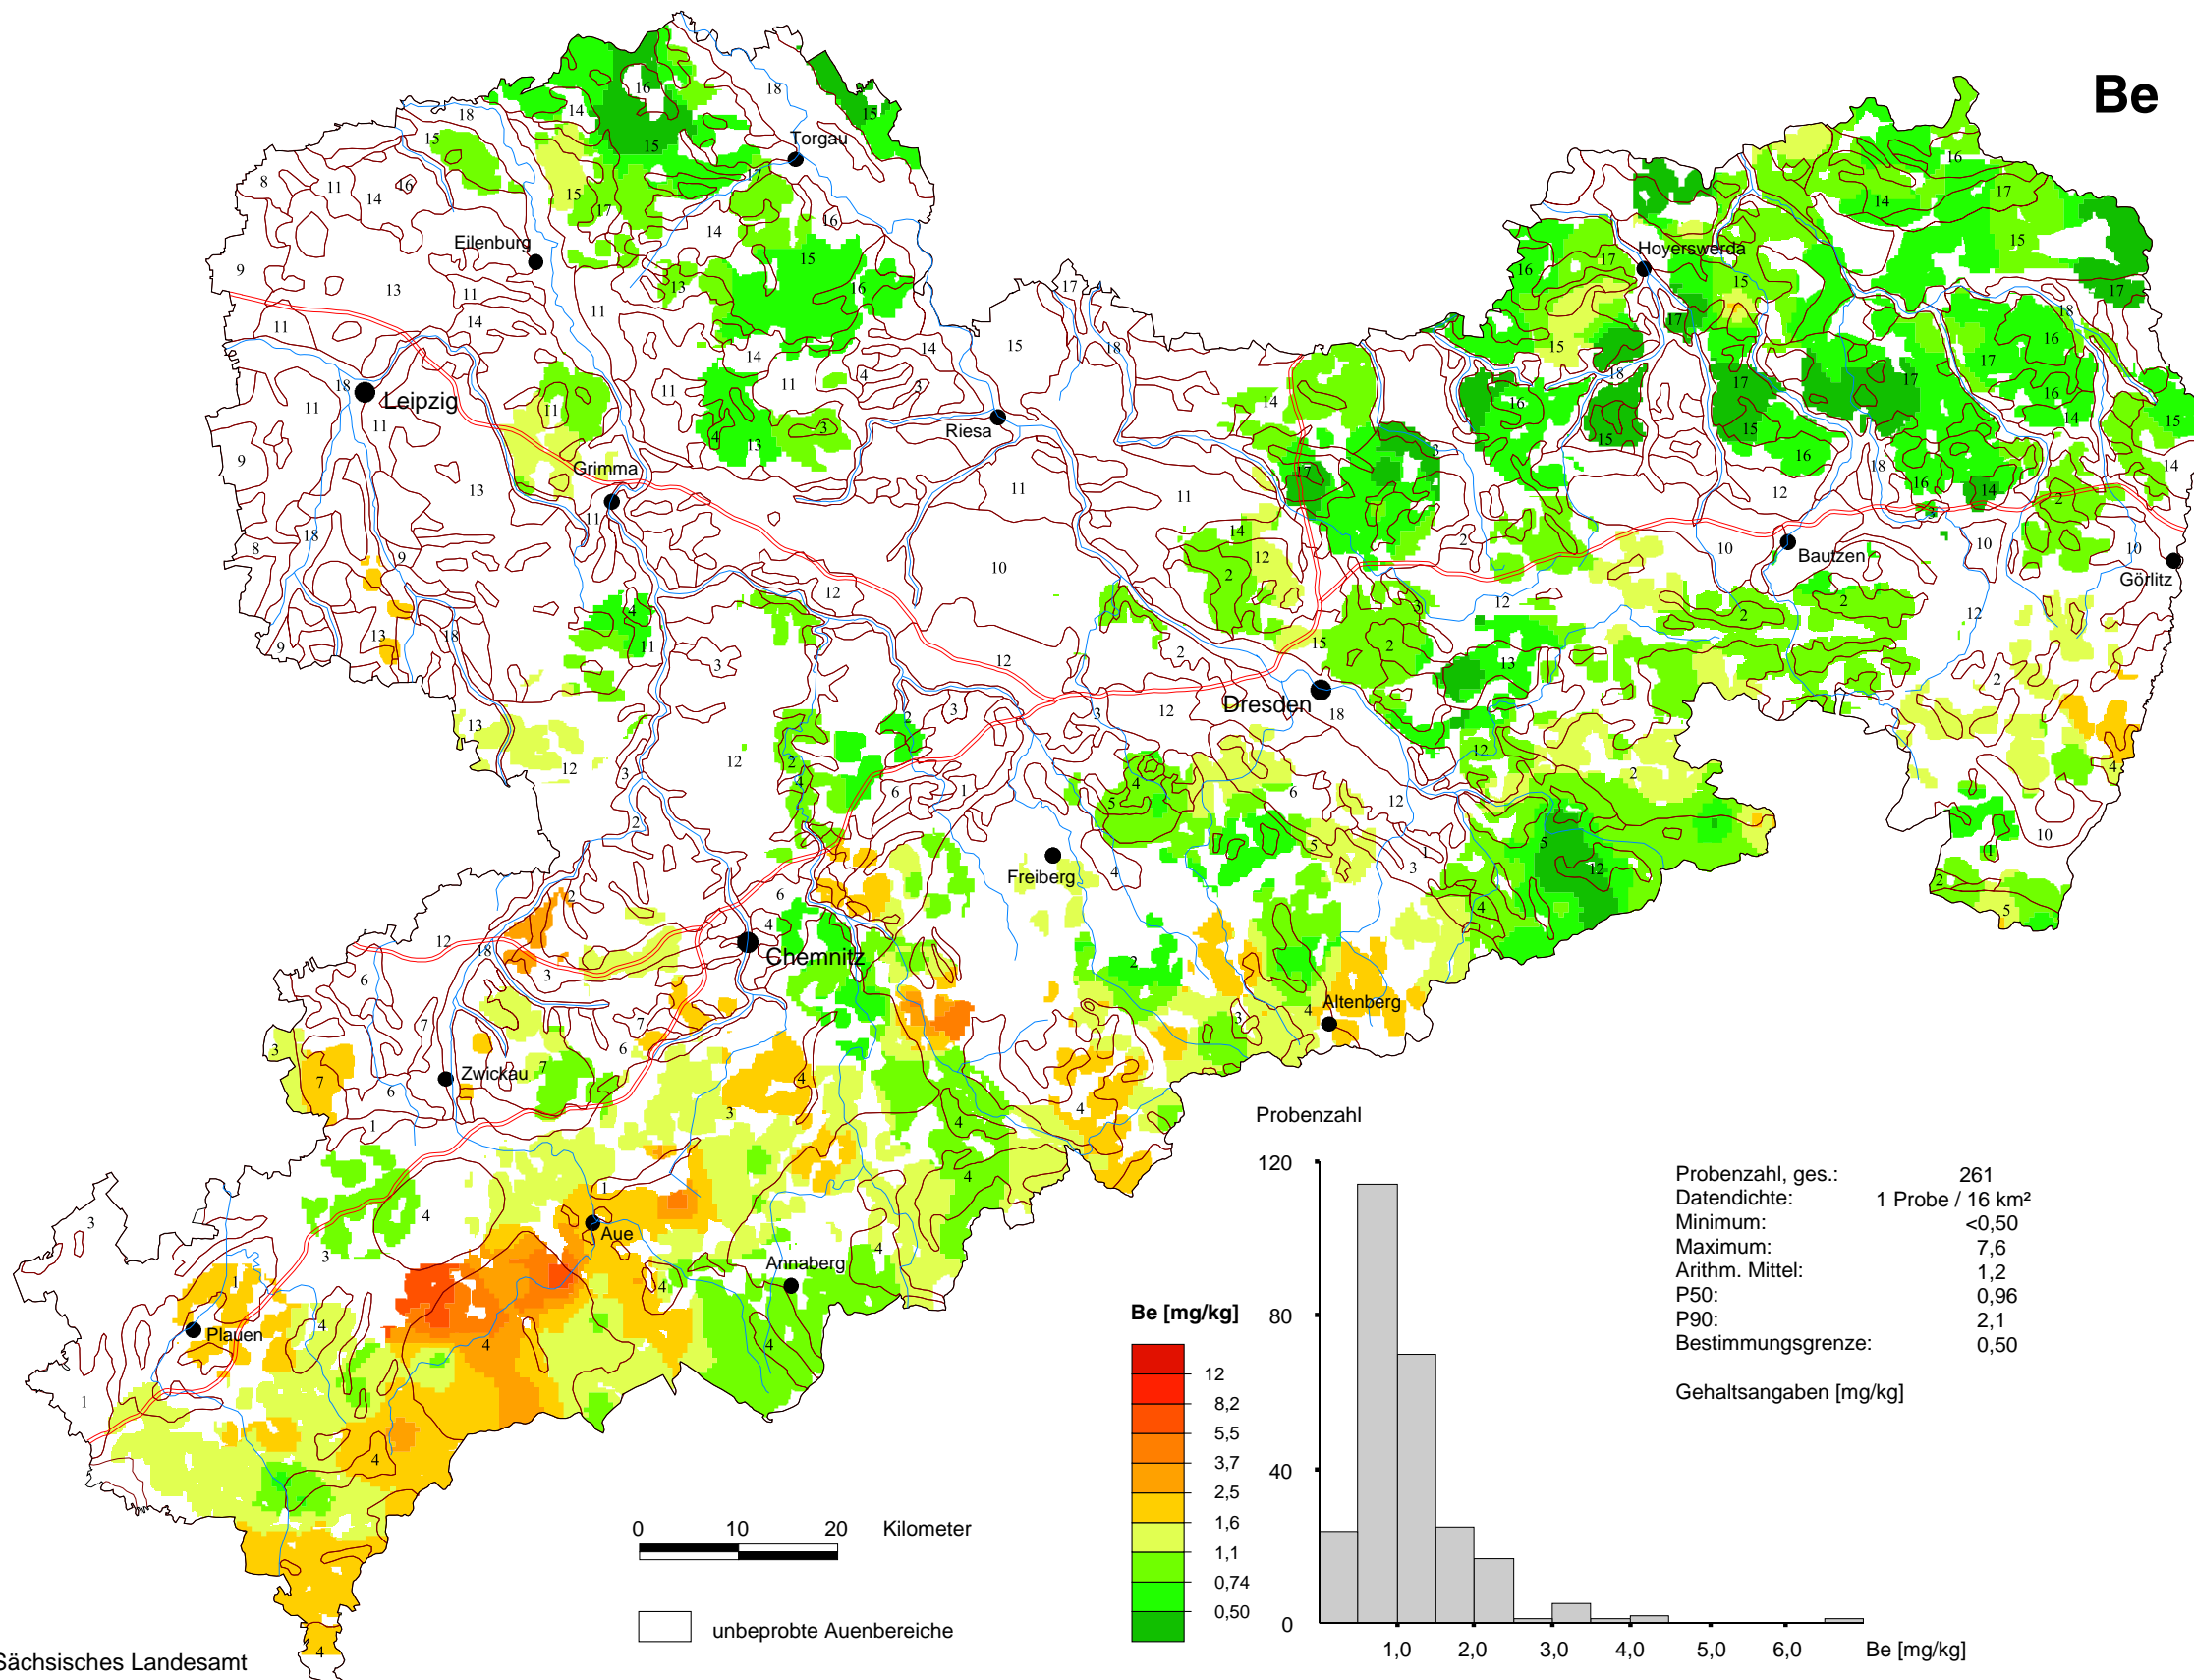 Be
Torgau
Eilenburg
Hoyerswerda
Leipzig
Riesa
Grimma
Bautzen
Görlitz
Dresden
Freiberg
Chemnitz
Altenberg
Zwickau
Aue
Annaberg
Plauen
Probenzahl
120
80
40
0
1,0 2,0 3,0 4,0 5,0 6,0 Be [mg/kg]
Probenzahl, ges.: 261
Datendichte: 1 Probe / 16 km²
Minimum: <0,50
Maximum: 7,6
Arithm. Mittel: 1,2
P50: 0,96
P90: 2,1
Bestimmungsgrenze: 0,50
Gehaltsangaben [mg/kg]
Be [mg/kg]
12
8,2
5,5
3,7
2,5
1,6
1,1
0,74
0,50
0 10 20 Kilometer
unbeprobte Auenbereiche
Sächsisches Landesamt